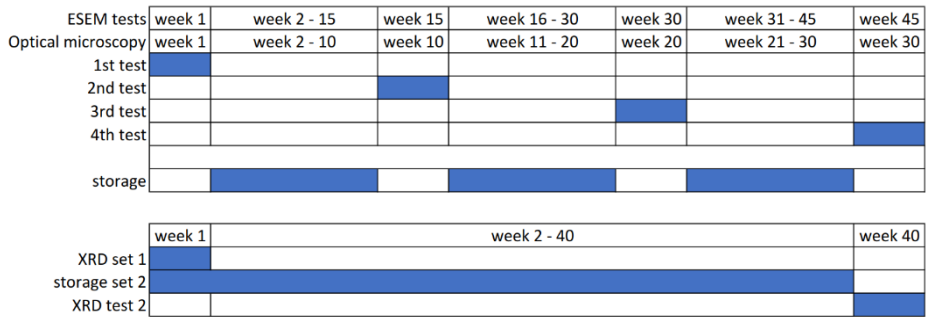 ESEM tests week 1 week 2 - 15 week 15 week 16 - 30 week 30 week 31 - 45 week 45
Optical microscopy week 1 week 2 - 10 week 10 week 11 - 20 week 20 week 21 - 30 week 30
1st test
2nd test
3rd test
4th test
storage
week 1 week 2 - 40 week 40
XRD set 1
storage set 2
XRD test 2